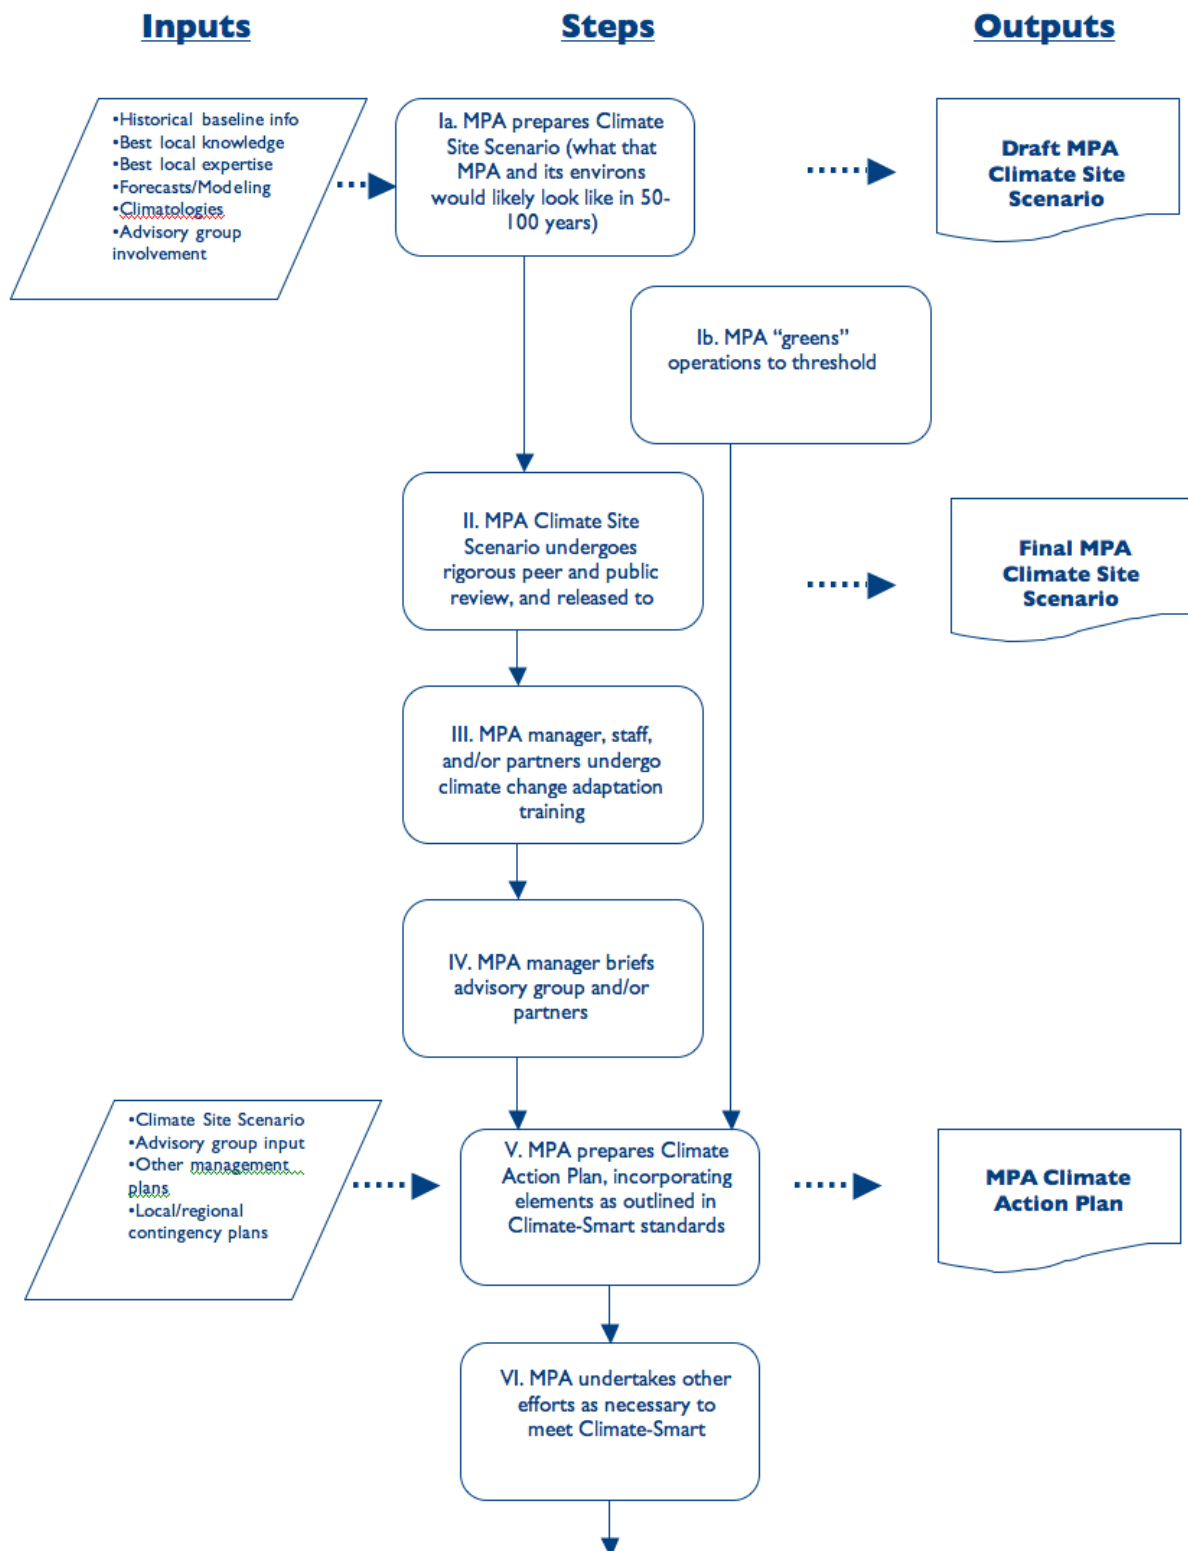 Inputs
Steps
Outputs
•Historical baseline info
•Best local knowledge
•Best local expertise
•Forecasts/Modeling
•Climatologies
•Advisory group
involvement
Ia. MPA prepares Climate
Site Scenario (what that
MPA and its environs
would likely look like in 50-
100 years)
Draft MPA
Climate Site
Scenario
Ib. MPA “greens”
operations to threshold
II. MPA Climate Site
Scenario undergoes
rigorous peer and public
review, and released to
Final MPA
Climate Site
Scenario
III. MPA manager, staff,
and/or partners undergo
climate change adaptation
training
IV. MPA manager briefs
advisory group and/or
partners
•Climate Site Scenario
•Advisory group input
•Other management
plans
•Local/regional
contingency plans
V. MPA prepares Climate
Action Plan, incorporating
elements as outlined in
Climate-Smart standards
MPA Climate
Action Plan
VI. MPA undertakes other
efforts as necessary to
meet Climate-Smart